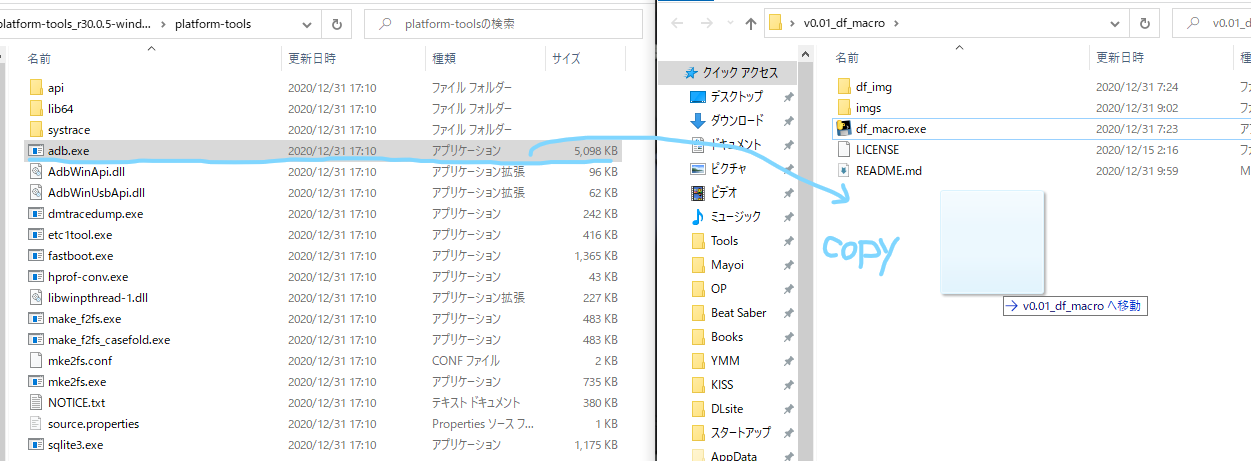 platform-tools_r30.0.5-wind... > platform-tools
platform-toolsの検索
名前 更新日時 種類 サイズ
api 2020/12/31 17:10 ファイル フォルダー
lib64 2020/12/31 17:10 ファイル フォルダー
systrace 2020/12/31 17:10 ファイル フォルダー
adb.exe 2020/12/31 17:10 アプリケーション 5,098 KB
AdbWinApi.dll 2020/12/31 17:10 アプリケーション拡張 96 KB
AdbWinUsbApi.dll 2020/12/31 17:10 アプリケーション拡張 62 KB
dmtracedump.exe 2020/12/31 17:10 アプリケーション 242 KB
etc1tool.exe 2020/12/31 17:10 アプリケーション 416 KB
fastboot.exe 2020/12/31 17:10 アプリケーション 1,365 KB
hprof-conv.exe 2020/12/31 17:10 アプリケーション 43 KB
libwinpthread-1.dll 2020/12/31 17:10 アプリケーション拡張 227 KB
make_f2fs.exe 2020/12/31 17:10 アプリケーション 483 KB
make_f2fs_casefold.exe 2020/12/31 17:10 アプリケーション 483 KB
mke2fs.conf 2020/12/31 17:10 CONF ファイル 2 KB
mke2fs.exe 2020/12/31 17:10 アプリケーション 735 KB
NOTICE.txt 2020/12/31 17:10 テキスト ドキュメント 380 KB
source.properties 2020/12/31 17:10 Properties ソース フ...
sqlite3.exe 2020/12/31 17:10 アプリケーション 1,175 KB
v0.01_df_macro >
v0.01_d
クイック アクセス
デスクトップ
ダウンロード
ドキュメント
ピクチャ
ビデオ
ミュージック
Tools
Mayoi
OP
Beat Saber
Books
YMM
KISS
DLsite
スタートアップ
AppData
名前 更新日時
df_img 2020/12/31 7:24
imgs 2020/12/31 9:02
df_macro.exe 2020/12/31 7:23
LICENSE 2020/12/15 2:16
README.md 2020/12/31 9:59
copy
v0.01_df_macro へ移動